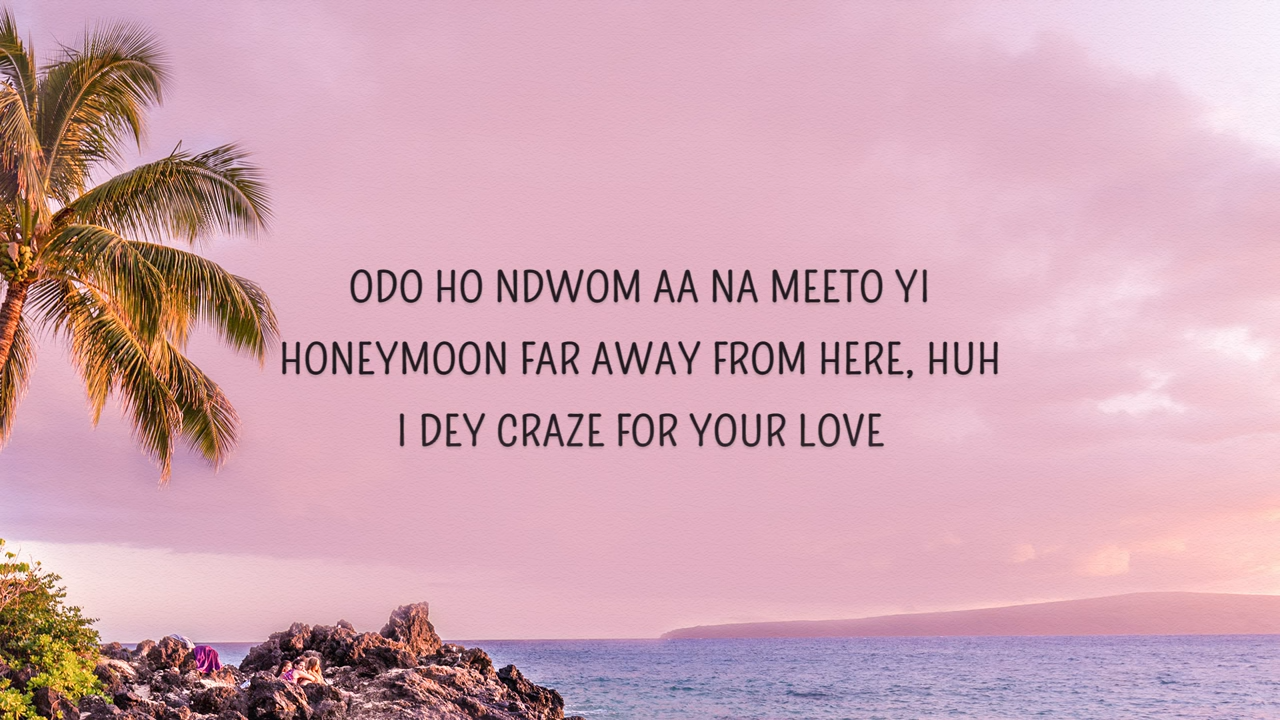 ODO HO NDWOM AA NA MEETO YI
HONEYMOON FAR AWAY FROM HERE, HUH
I DEY CRAZE FOR YOUR LOVE